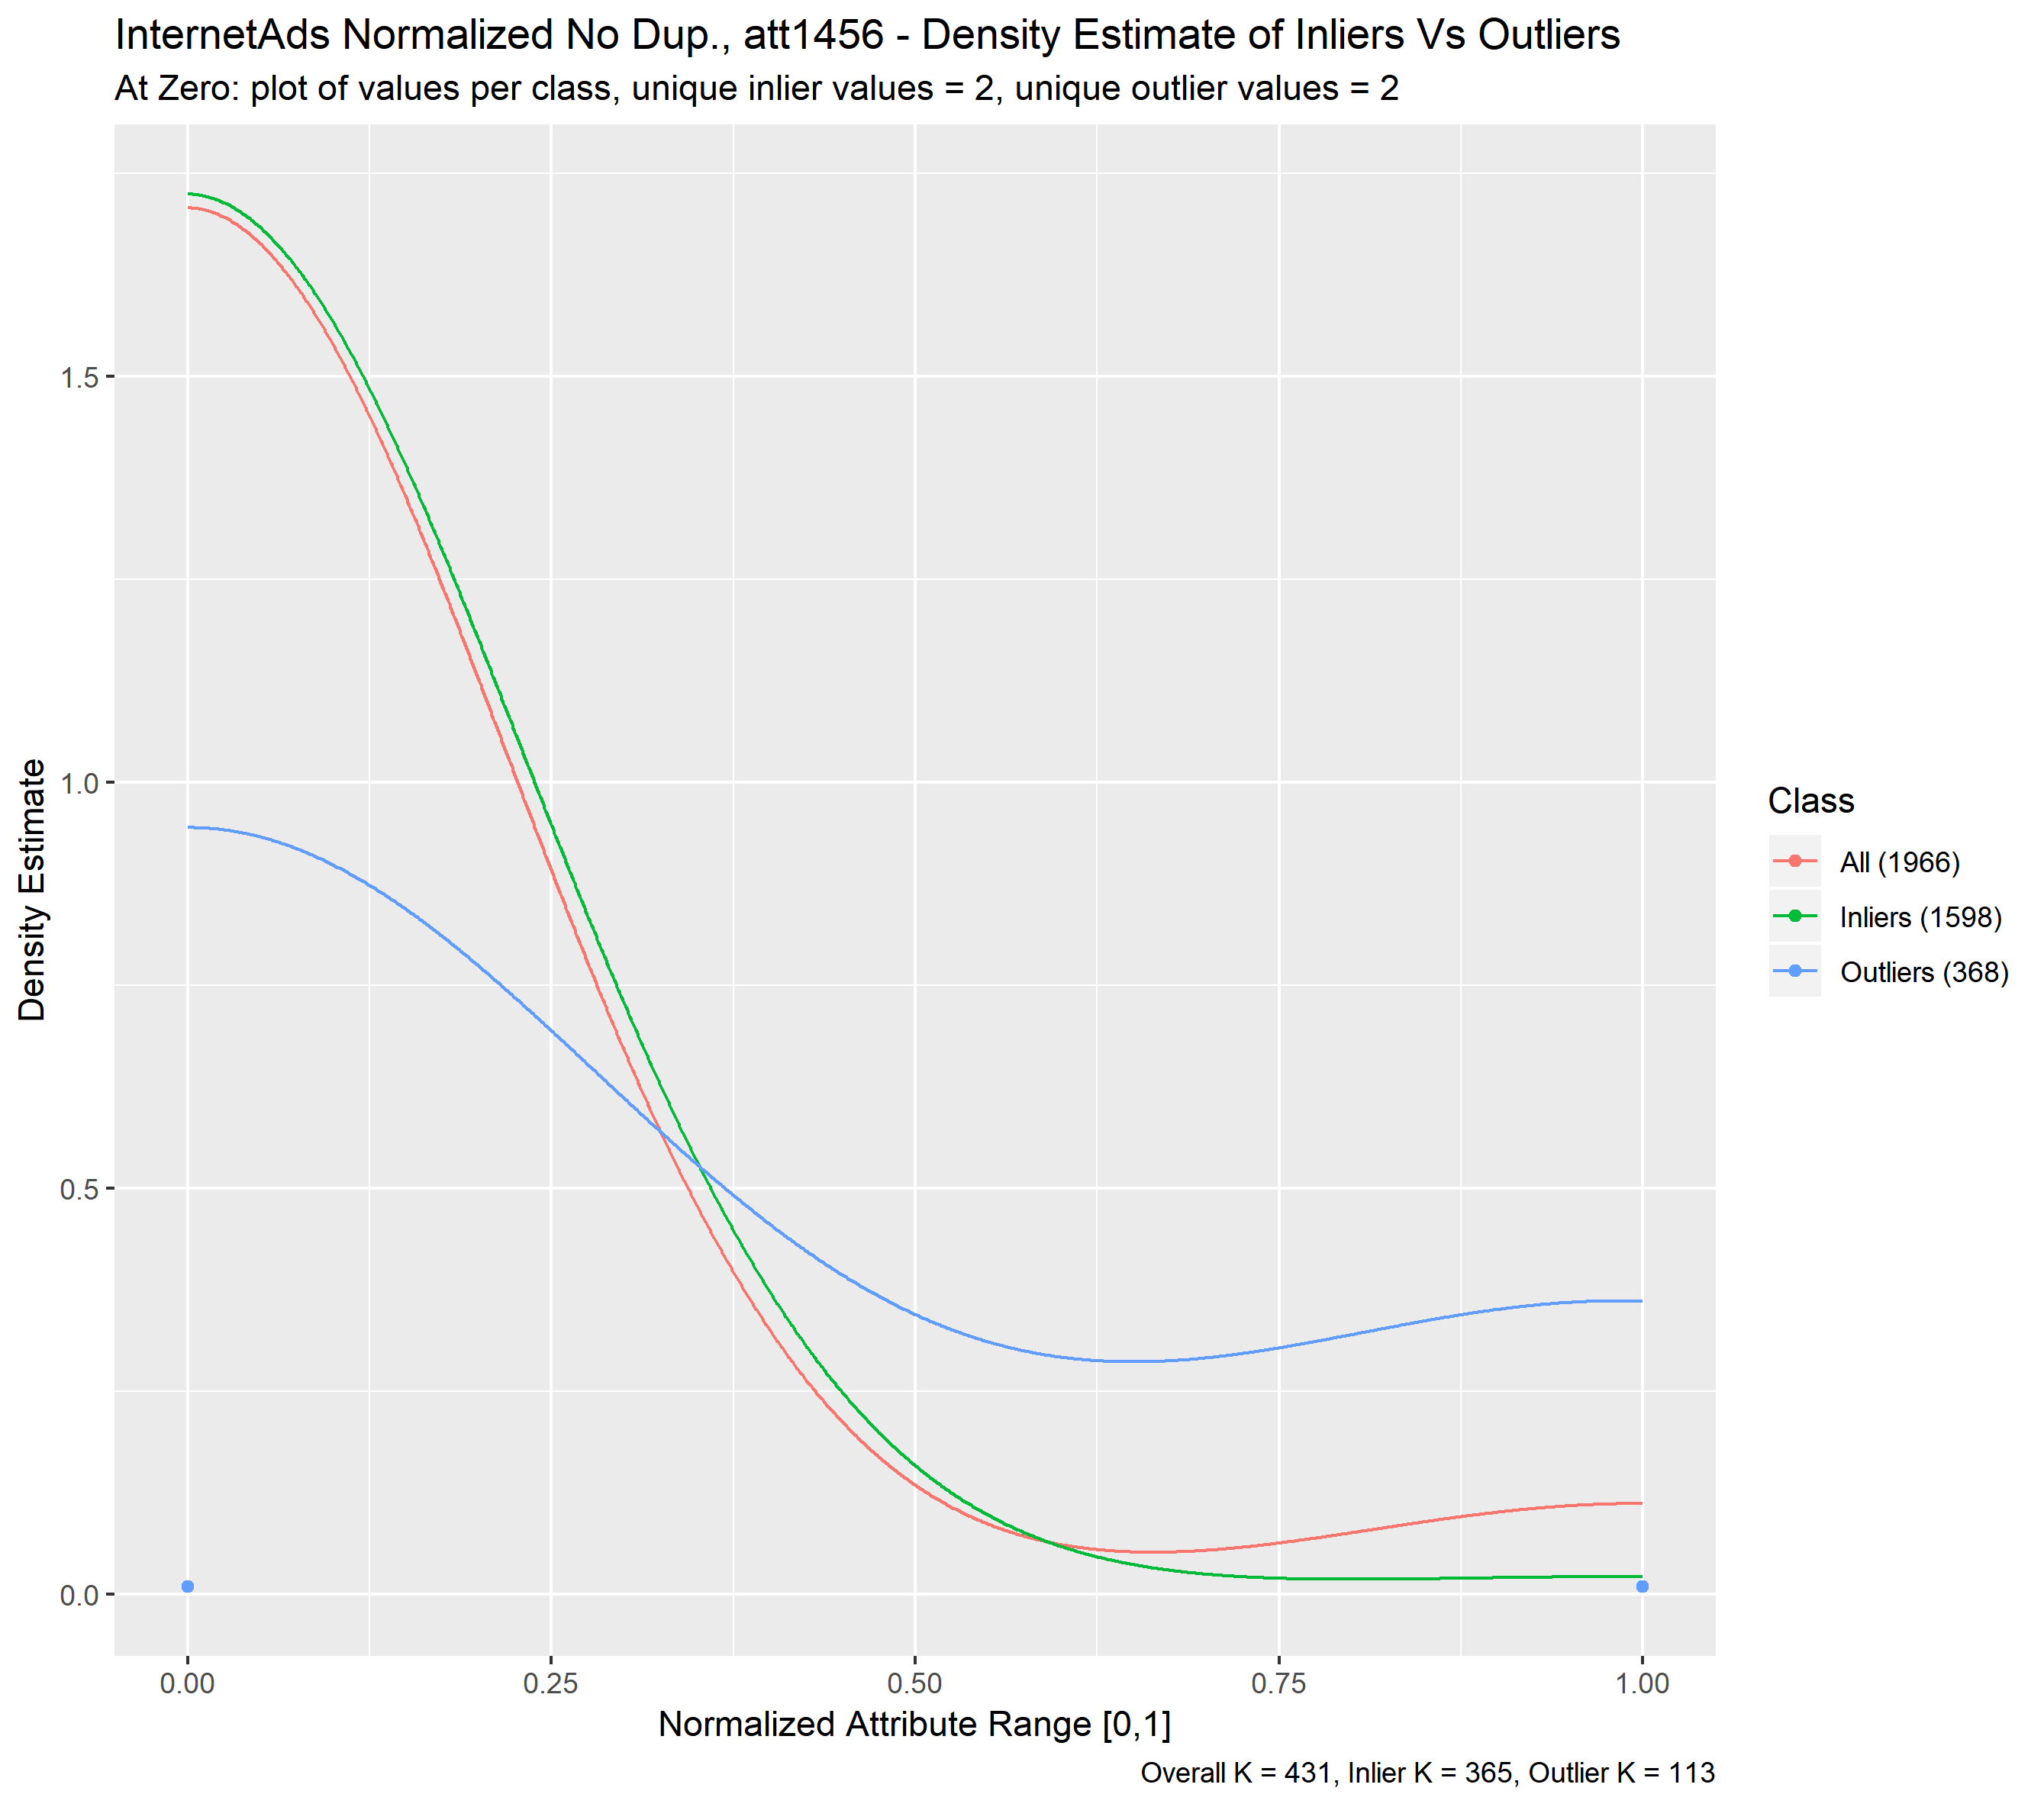 InternetAds Normalized No Dup., att1456 - Density Estimate of Inliers Vs Outliers
At Zero: plot of values per class, unique inlier values = 2, unique outlier values = 2
Density Estimate
1.5
1.0
0.5
0.0
0.00
0.25
0.50
0.75
1.00
Normalized Attribute Range [0,1]
Overall K = 431, Inlier K = 365, Outlier K = 113
Class
All (1966)
Inliers (1598)
Outliers (368)